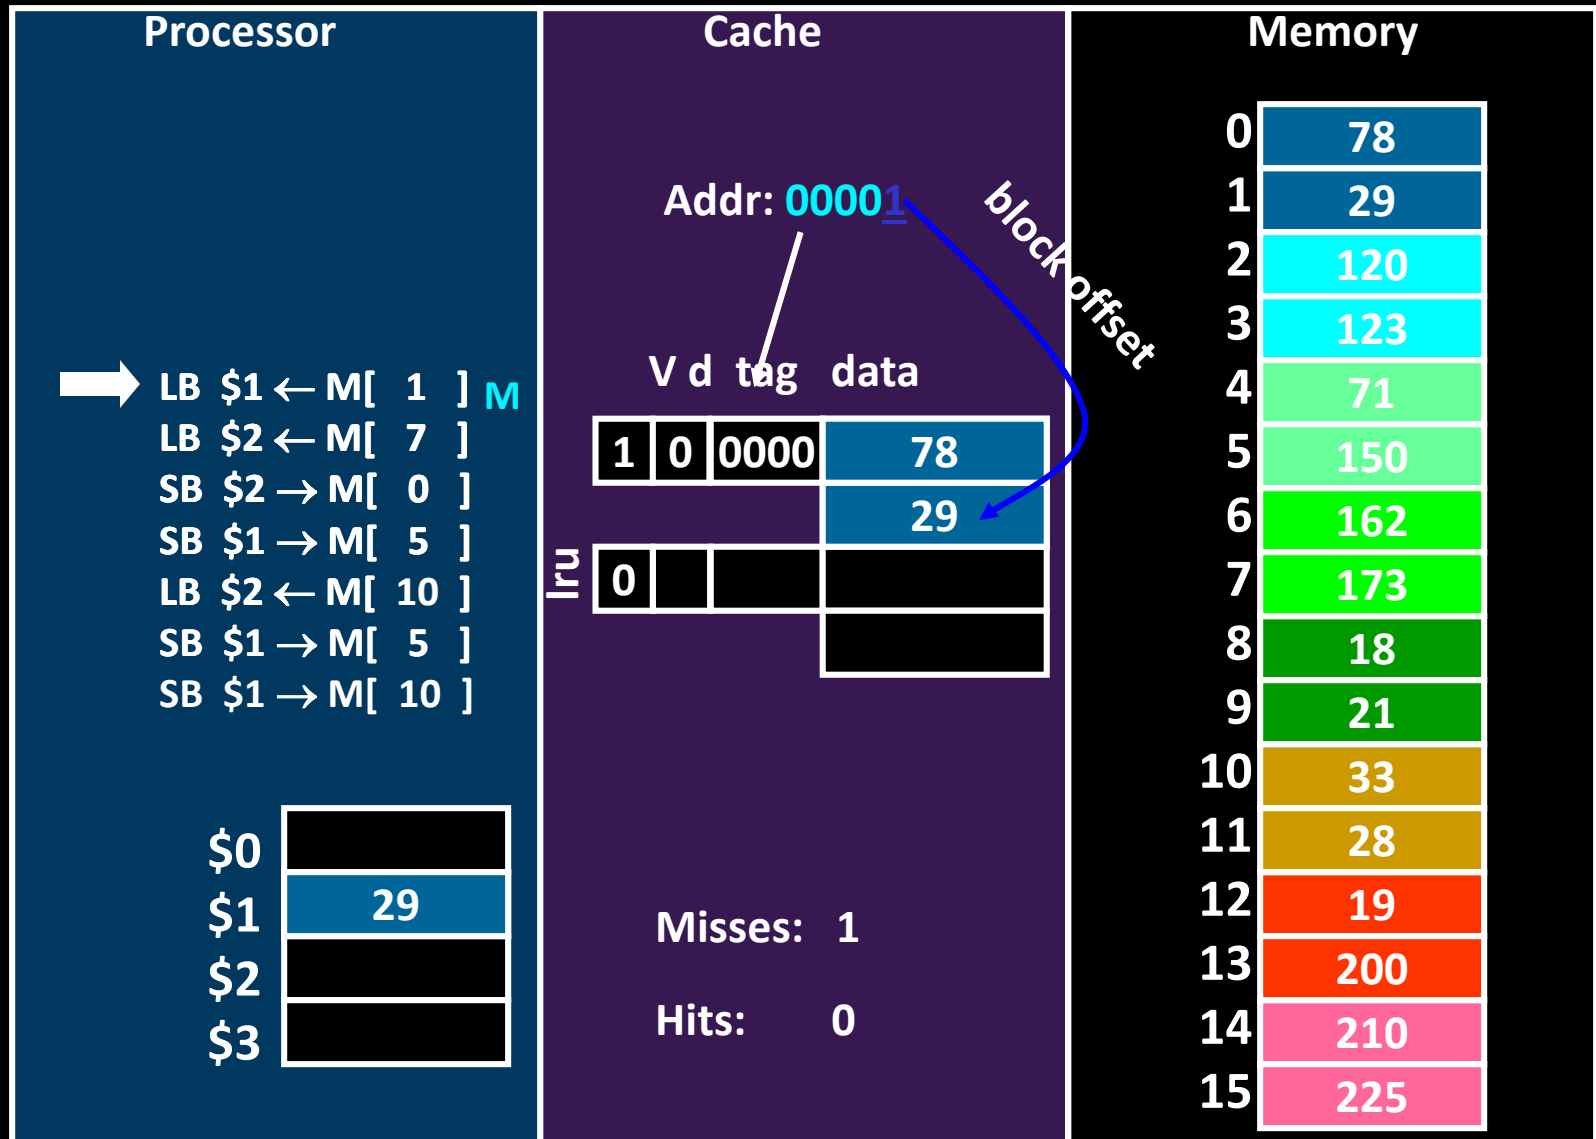 Processor
LB $1 ← M[ 1 ] M
LB $2 ← M[ 7 ]
SB $2 → M[ 0 ]
SB $1 → M[ 5 ]
LB $2 ← M[ 10 ]
SB $1 → M[ 5 ]
SB $1 → M[ 10 ]
$0
$1 29
$2
$3
Cache
Addr: 00001
block offset
V d tag data
1 0 0000 78
29
lru
0
Misses: 1
Hits: 0
Memory
0 78
1 29
2 120
3 123
4 71
5 150
6 162
7 173
8 18
9 21
10 33
11 28
12 19
13 200
14 210
15 225